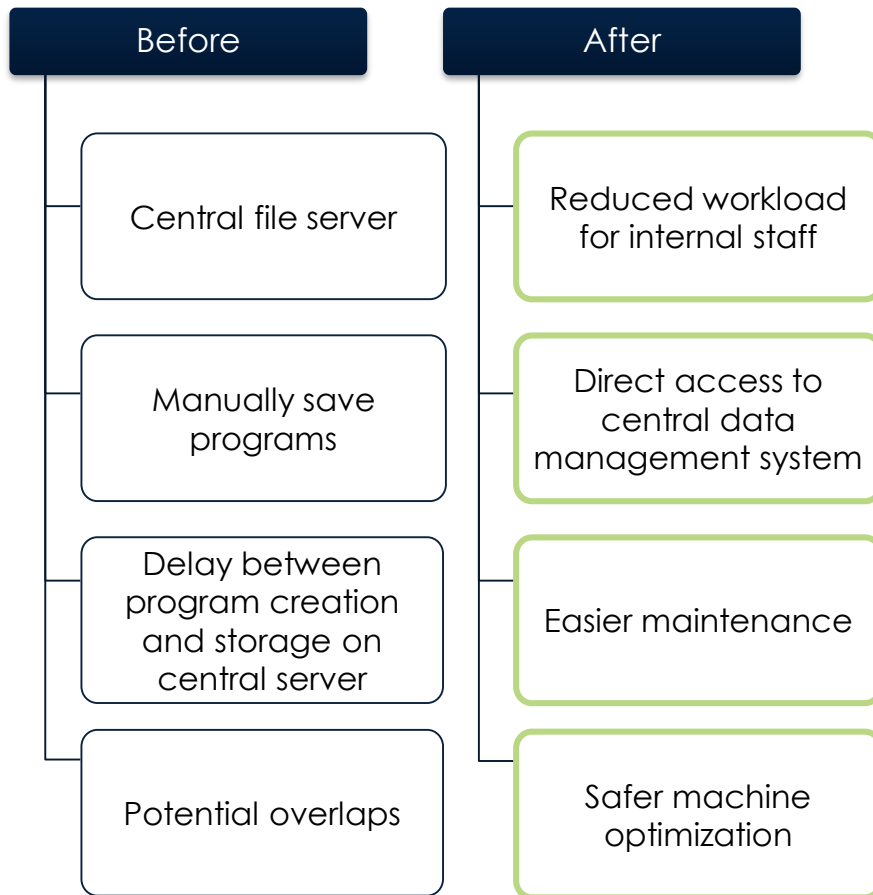 Before
Central file server
Manually save
programs
Delay between
program creation
and storage on
central server
Potential overlaps
After
Reduced workload
for internal staff
Direct access to
central data
management system
Easier maintenance
Safer machine
optimization